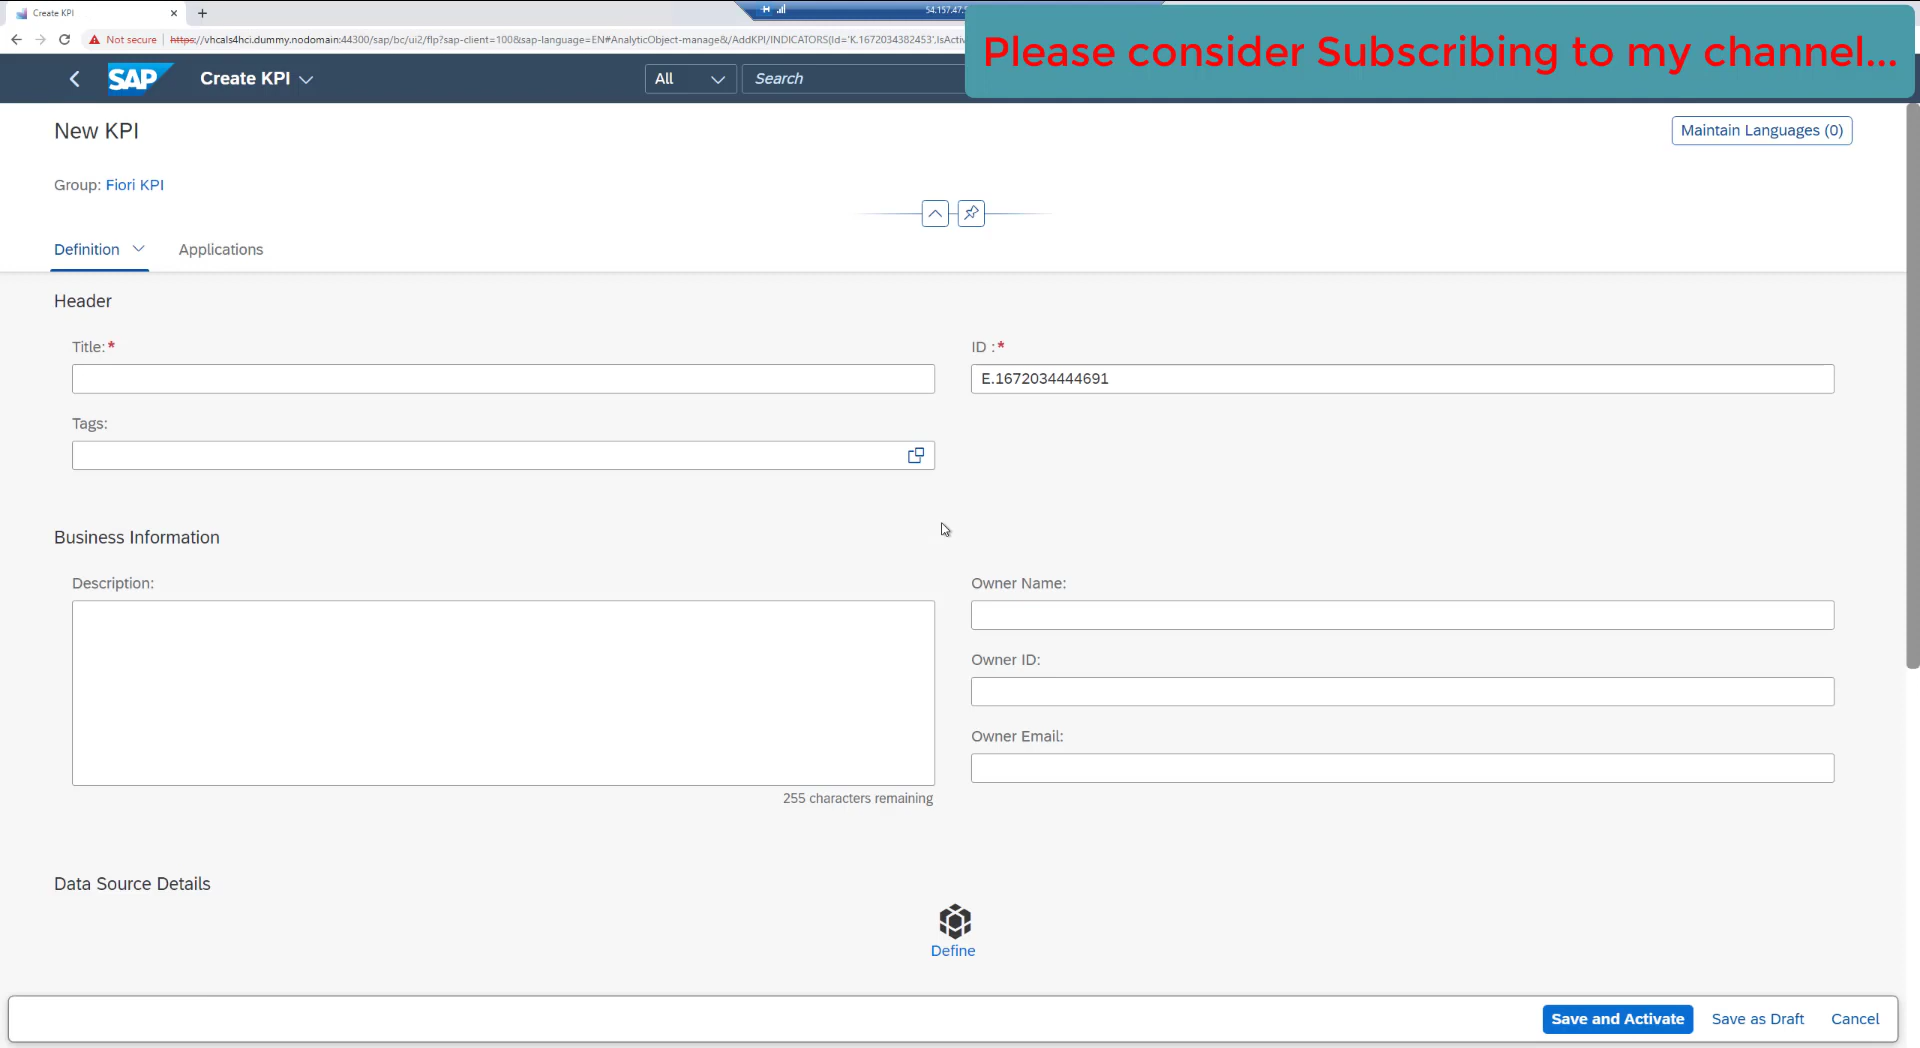 Create KPI
54.157.47.
Not secure https://vhcals4hci.dummy.nodomain:44300/sap/bc/ui2/flp?sap-client=100&sap-language=EN#AnalyticObject-manage&/AddKPI/INDICATORS(Id='K.1672034382453',IsActiv
Please consider Subscribing to my channel...
SAP Create KPI All Search
New KPI
Maintain Languages (0)
Group: Fiori KPI
Definition Applications
Header
Title:* ID :*
E.1672034444691
Tags:
Business Information
Description: Owner Name:
Owner ID:
Owner Email:
255 characters remaining
Data Source Details
Define
Save and Activate Save as Draft Cancel